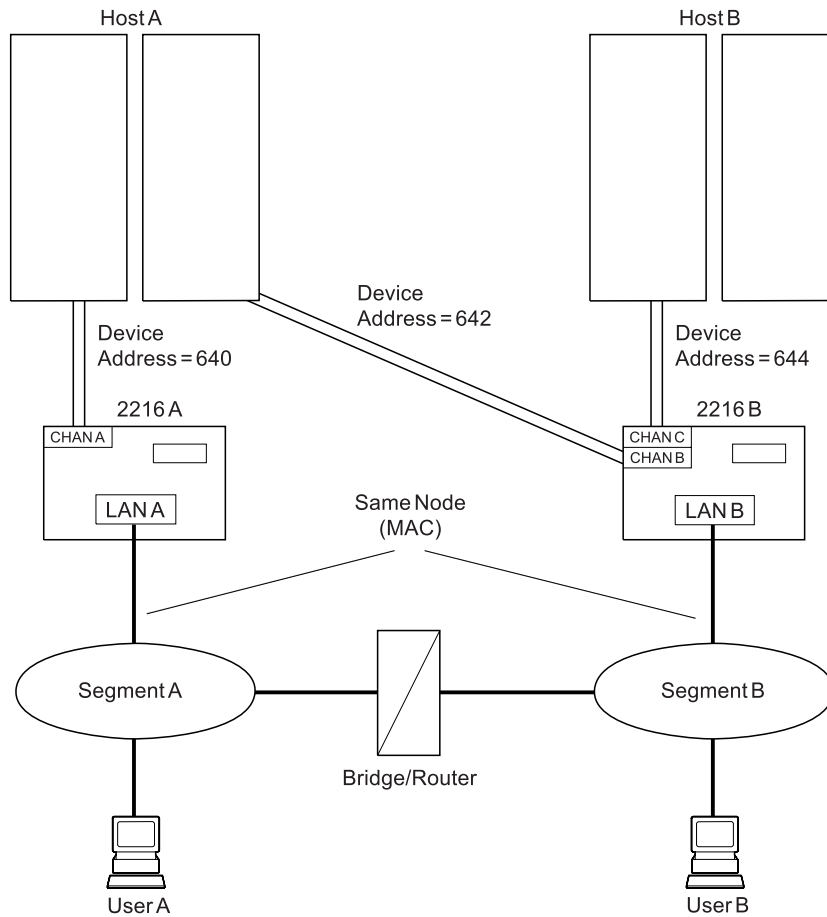 Host A
Host B
Device
Address = 642
Device
Address = 640
Device
Address = 644
2216 A
2216 B
CHAN A
CHAN C
CHAN B
LAN A
Same Node
(MAC)
LAN B
Segment A
Segment B
Bridge/Router
User A
User B